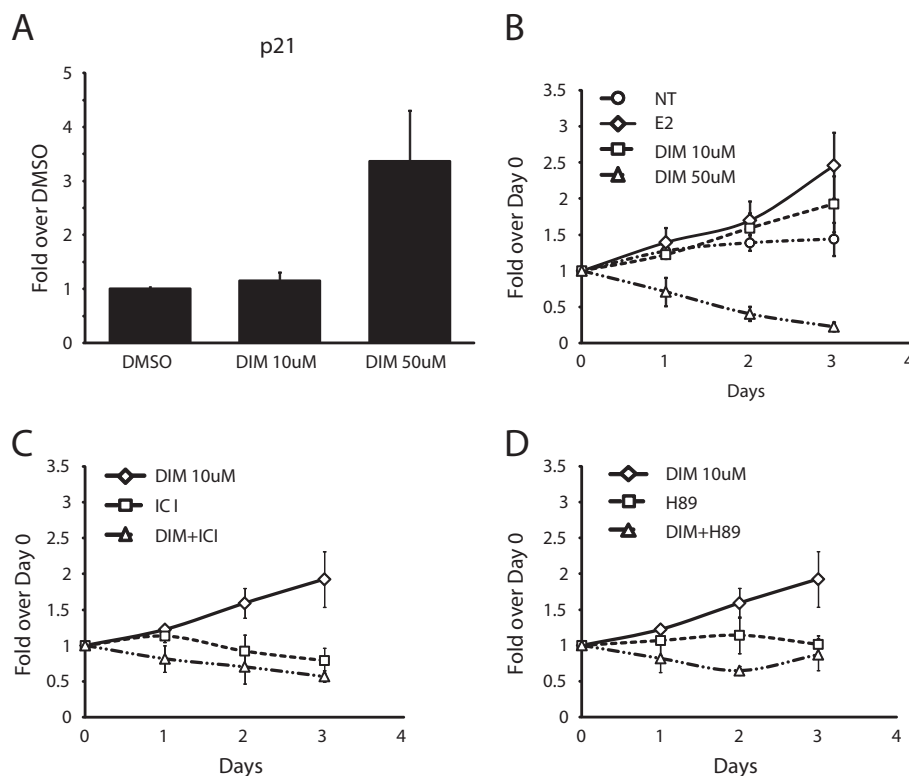 A
p21
Fold over DMSO
5
4
3
2
1
0
DMSO DIM 10uM DIM 50uM
B
Fold over Day 0
3.5
3
2.5
2
1.5
1
0.5
0
NT
E2
DIM 10uM
DIM 50uM
0 1 2 3 4
Days
C
Fold over Day 0
3.5
3
2.5
2
1.5
1
0.5
0
DIM 10uM
IC I
DIM+ICI
0 1 2 3 4
Days
D
Fold over Day 0
3.5
3
2.5
2
1.5
1
0.5
0
DIM 10uM
H89
DIM+H89
0 1 2 3 4
Days